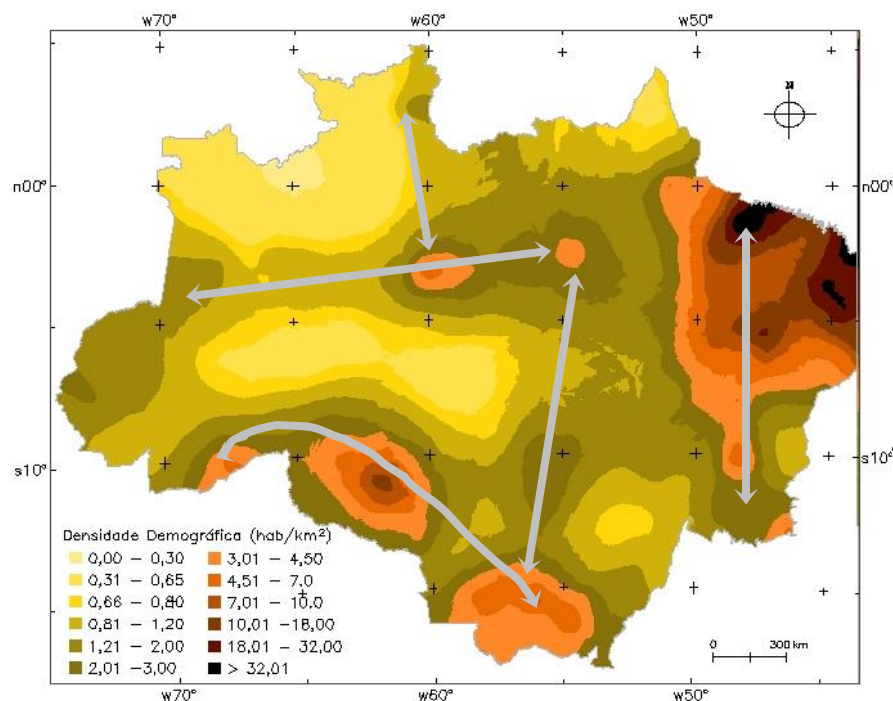 w70° w60° w50°
N
n00° n00°
s10° s10°
Densidade Demográfica (hab/km²)
0,00 – 0,30 3,01 – 4,50
0,31 – 0,65 4,51 – 7.0
0,66 – 0,80 7,01 – 10.0
0,81 – 1,20 10,01 –18,00
1,21 – 2,00 18,01 – 32,00
2,01 –3,00 > 32,01
0 300 km
w70° w60° w50°